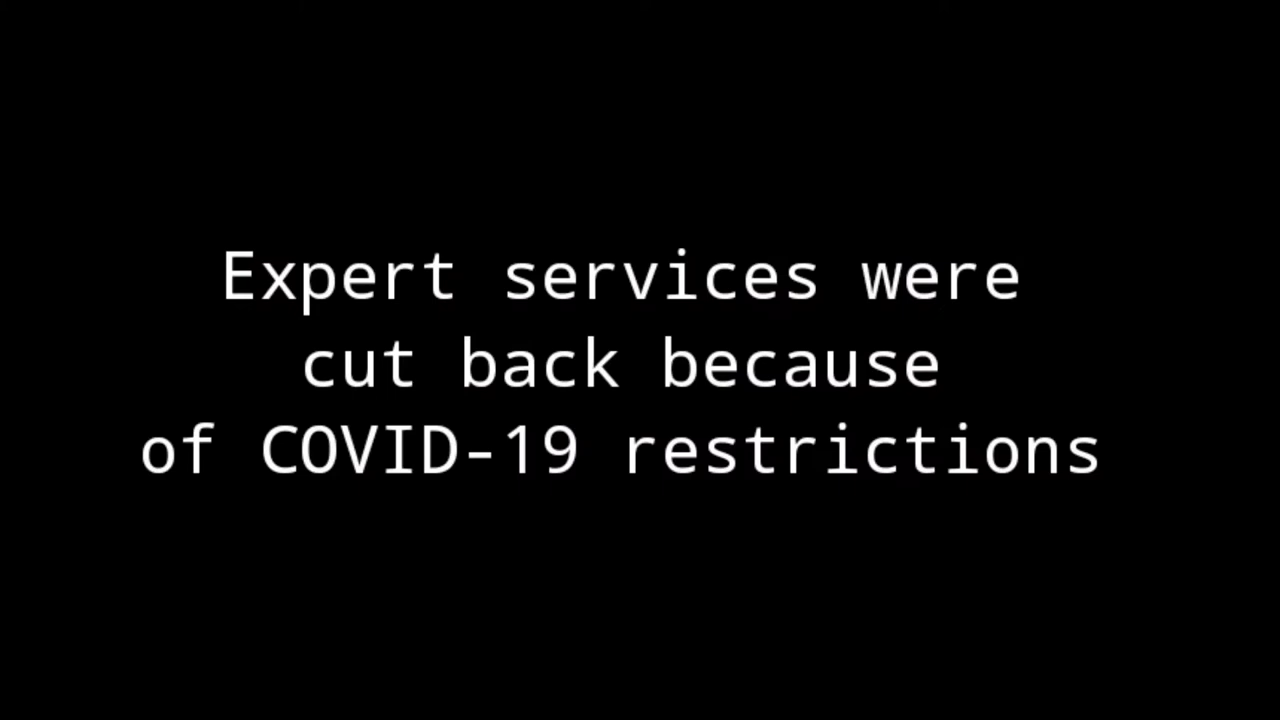 Expert services were
cut back because
of COVID-19 restrictions